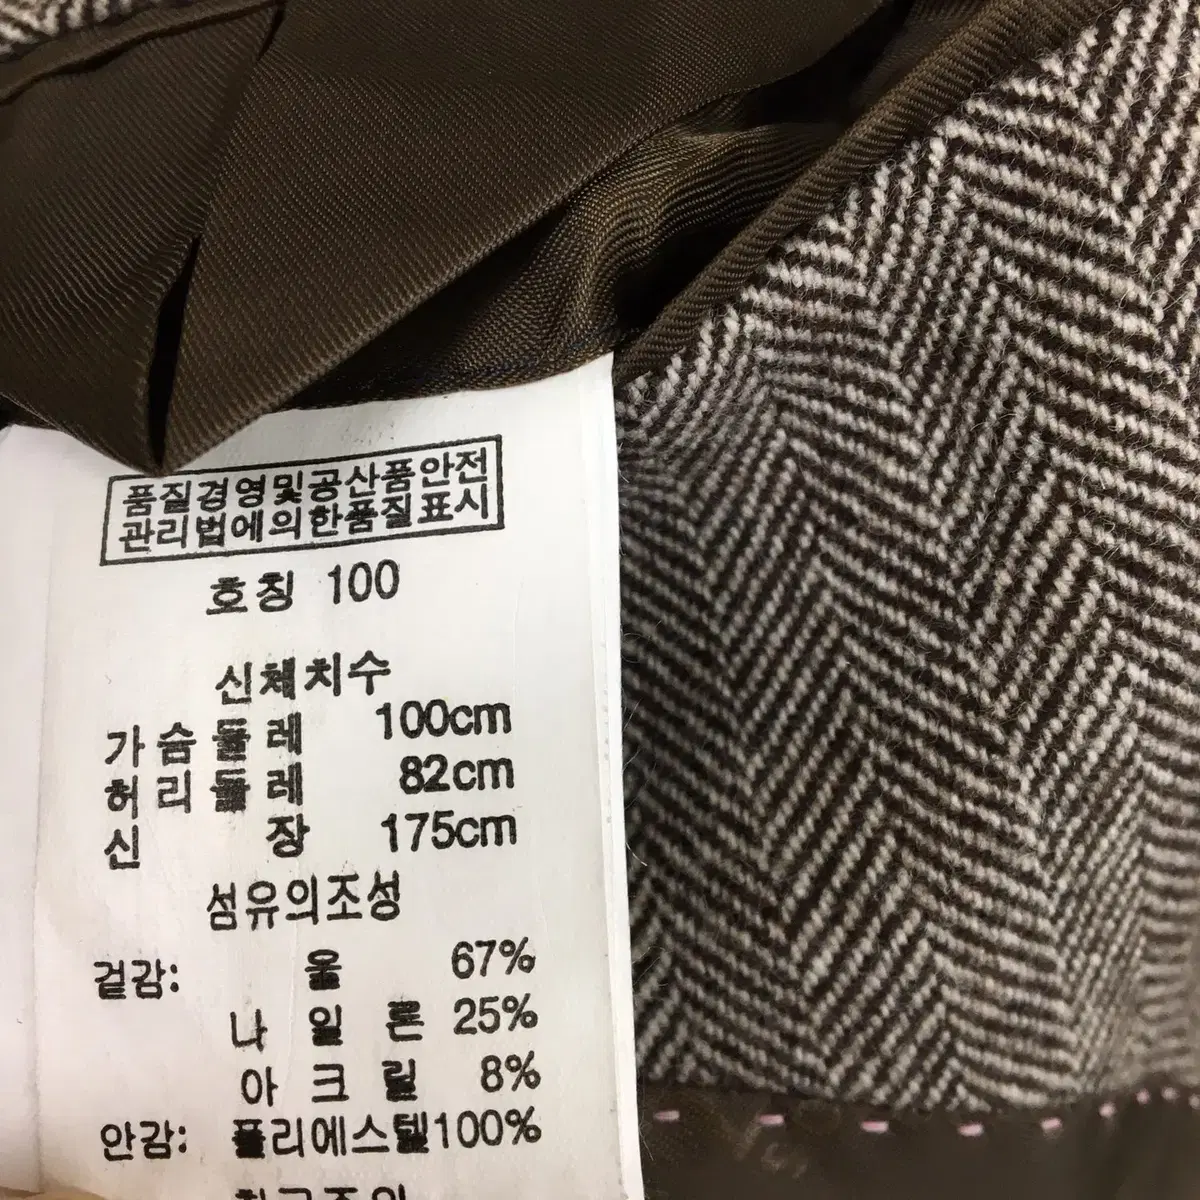 품질경영및공산품안전
관리법에의한품질표시
호칭 100
신체치수
가슴둘레 100cm
허리둘레 82cm
신장 175cm
섬유의조성
겉감: 울 67%
나일론 25%
아크릴 8%
안감: 폴리에스텔100%